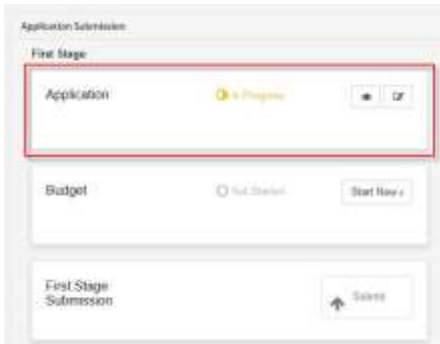 Application Submission
First Stage
Application
In Progress
Budget
Not Started
Start Now ›
First Stage
Submission
Submit